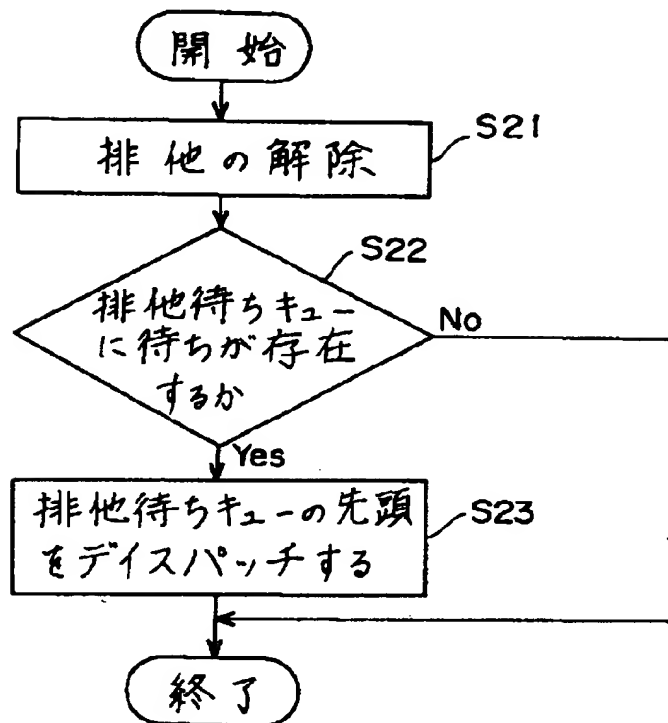 開始
S21
排他の解除
S22
排他待ちキュー
に待ちが存在
するか
No
Yes
排他待ちキューの先頭
をデイスパッチする
S23
終了